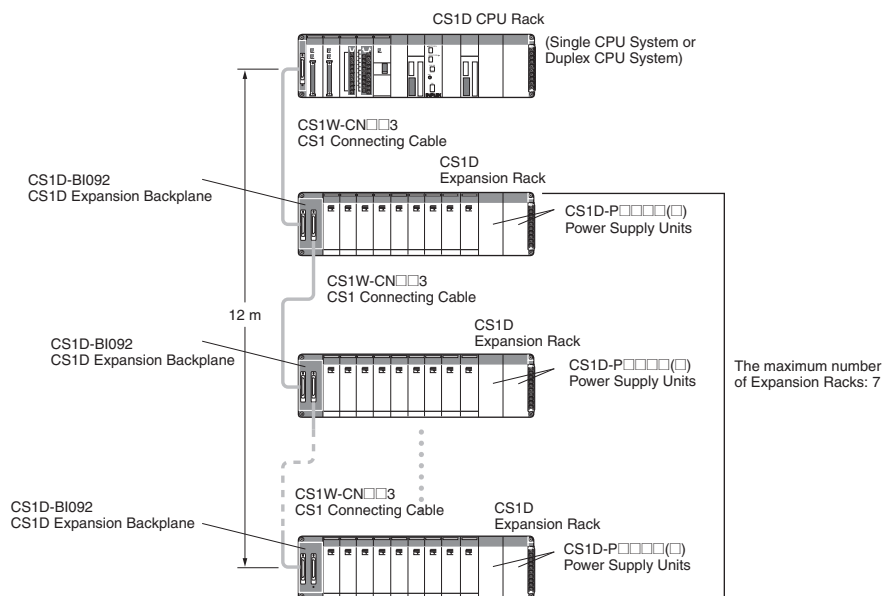 CS1D CPU Rack
(Single CPU System or
Duplex CPU System)
CS1W-CN□□3
CS1 Connecting Cable
CS1D
Expansion Rack
CS1D-BI092
CS1D Expansion Backplane
CS1D-P□□□□(□)
Power Supply Units
CS1W-CN□□3
CS1 Connecting Cable
12 m
CS1D
Expansion Rack
CS1D-BI092
CS1D Expansion Backplane
CS1D-P□□□□(□)
Power Supply Units
The maximum number
of Expansion Racks: 7
CS1W-CN□□3
CS1 Connecting Cable
CS1D
Expansion Rack
CS1D-BI092
CS1D Expansion Backplane
CS1D-P□□□□(□)
Power Supply Units